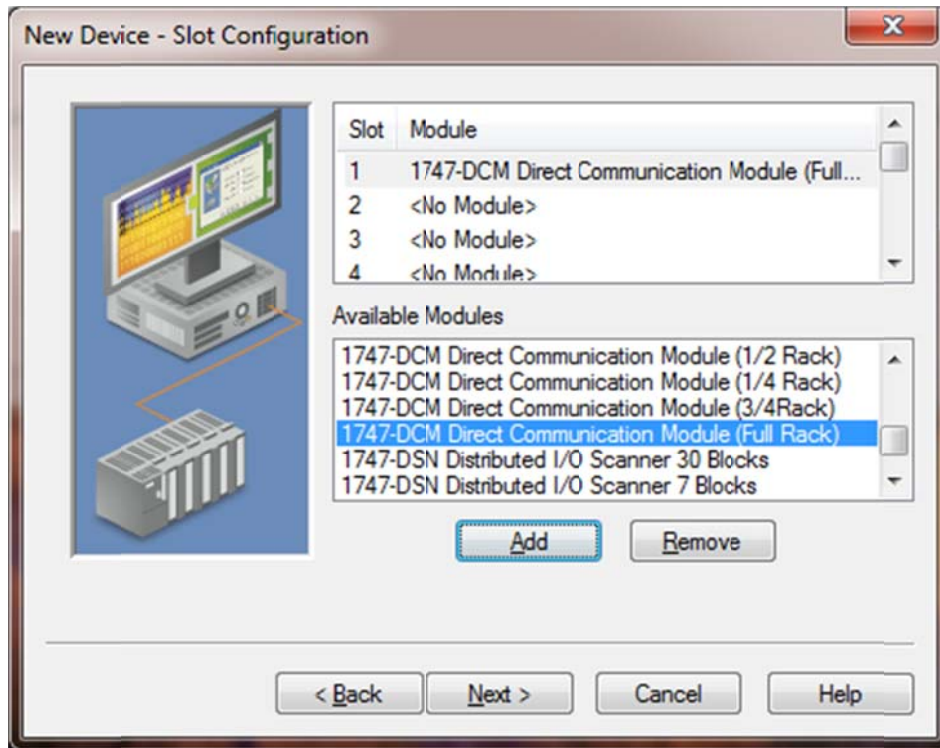 New Device - Slot Configuration
Slot Module
1 1747-DCM Direct Communication Module (Full...
2 <No Module>
3 <No Module>
4 <No Module>
Available Modules
1747-DCM Direct Communication Module (1/2 Rack)
1747-DCM Direct Communication Module (1/4 Rack)
1747-DCM Direct Communication Module (3/4Rack)
1747-DCM Direct Communication Module (Full Rack)
1747-DSN Distributed I/O Scanner 30 Blocks
1747-DSN Distributed I/O Scanner 7 Blocks
Add Remove
< Back Next > Cancel Help